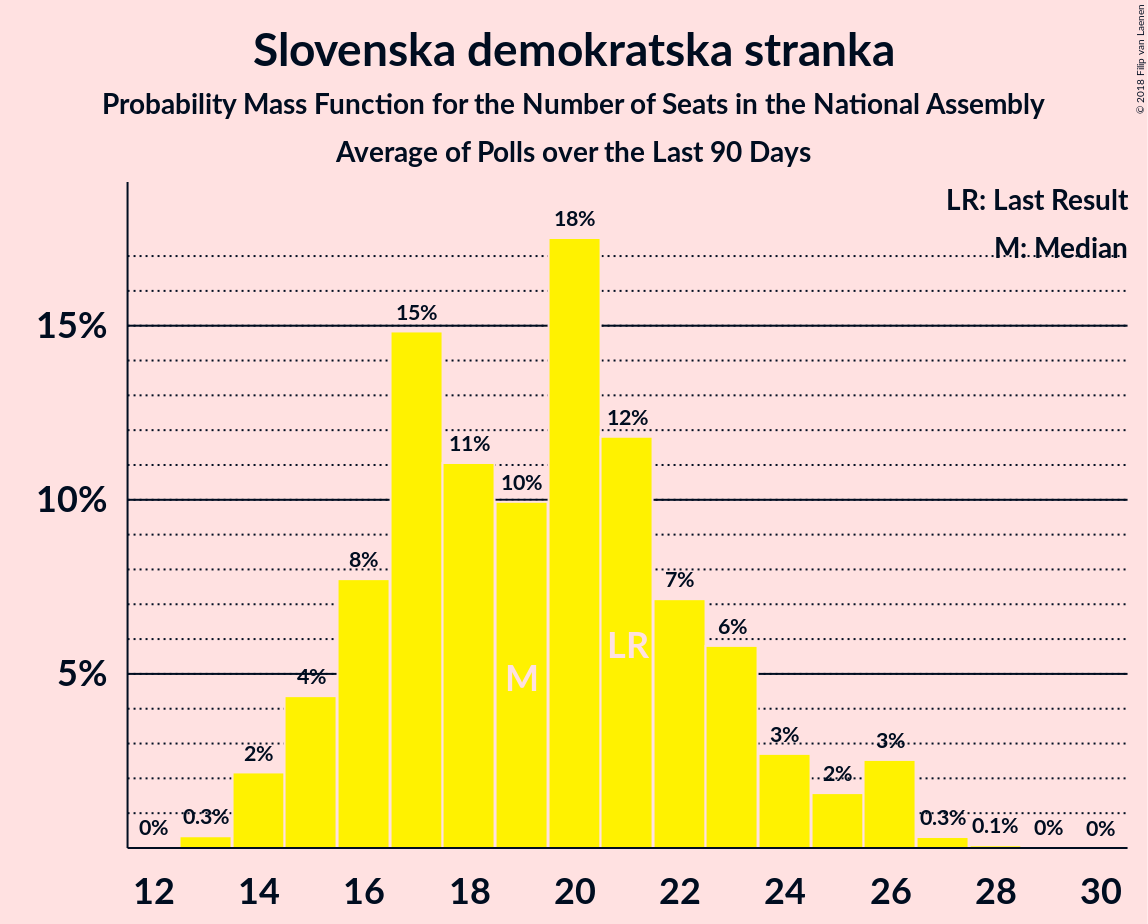 Slovenska demokratska stranka
Probability Mass Function for the Number of Seats in the National Assembly
Average of Polls over the Last 90 Days
© 2018 Filip van Laenen
LR: Last Result
M: Median
15%
10%
5%
0%
0.3%
2%
4%
8%
15%
11%
10%
18%
12%
7%
6%
3%
2%
3%
0.3%
0.1%
0%
0%
M
LR
12 14 16 18 20 22 24 26 28 30